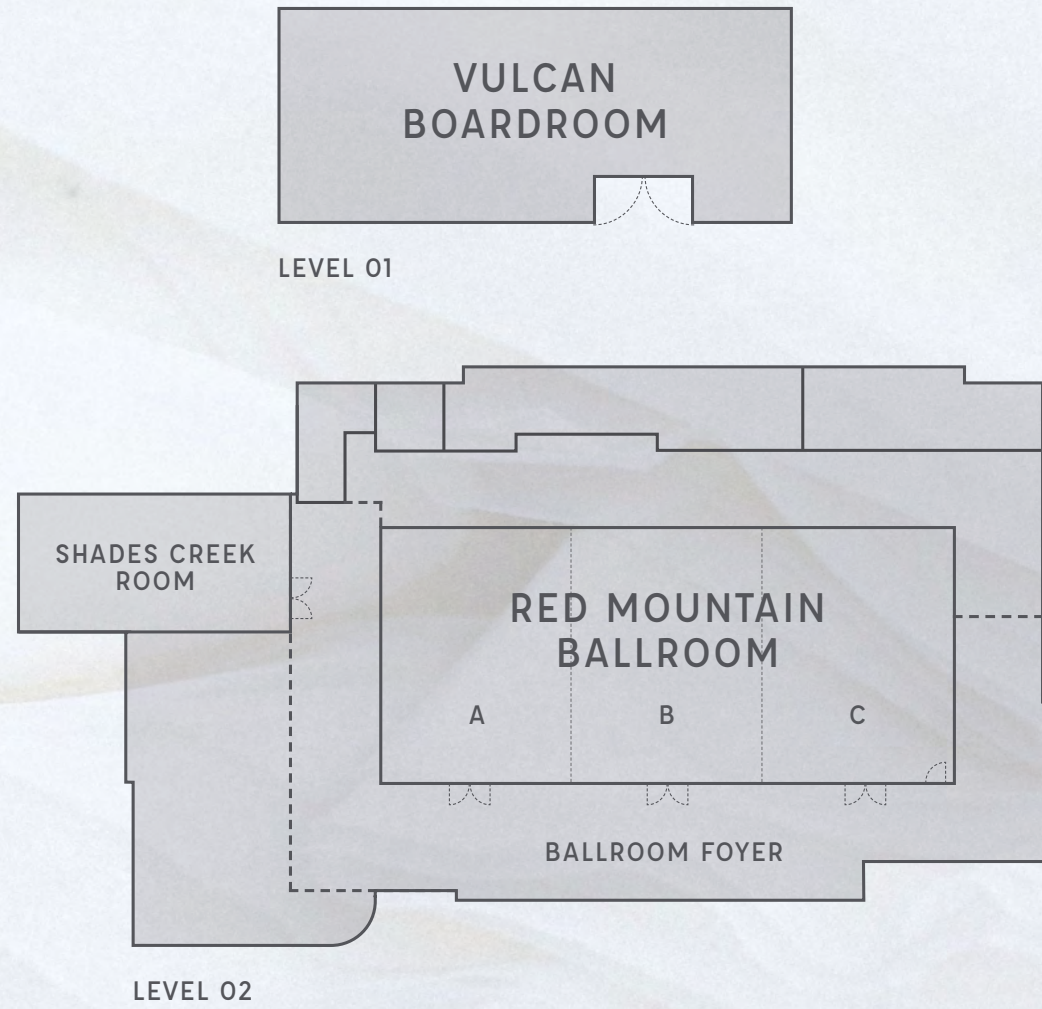 VULCAN
BOARDROOM
LEVEL 01
SHADES CREEK
ROOM
RED MOUNTAIN
BALLROOM
A
B
C
BALLROOM FOYER
LEVEL 02